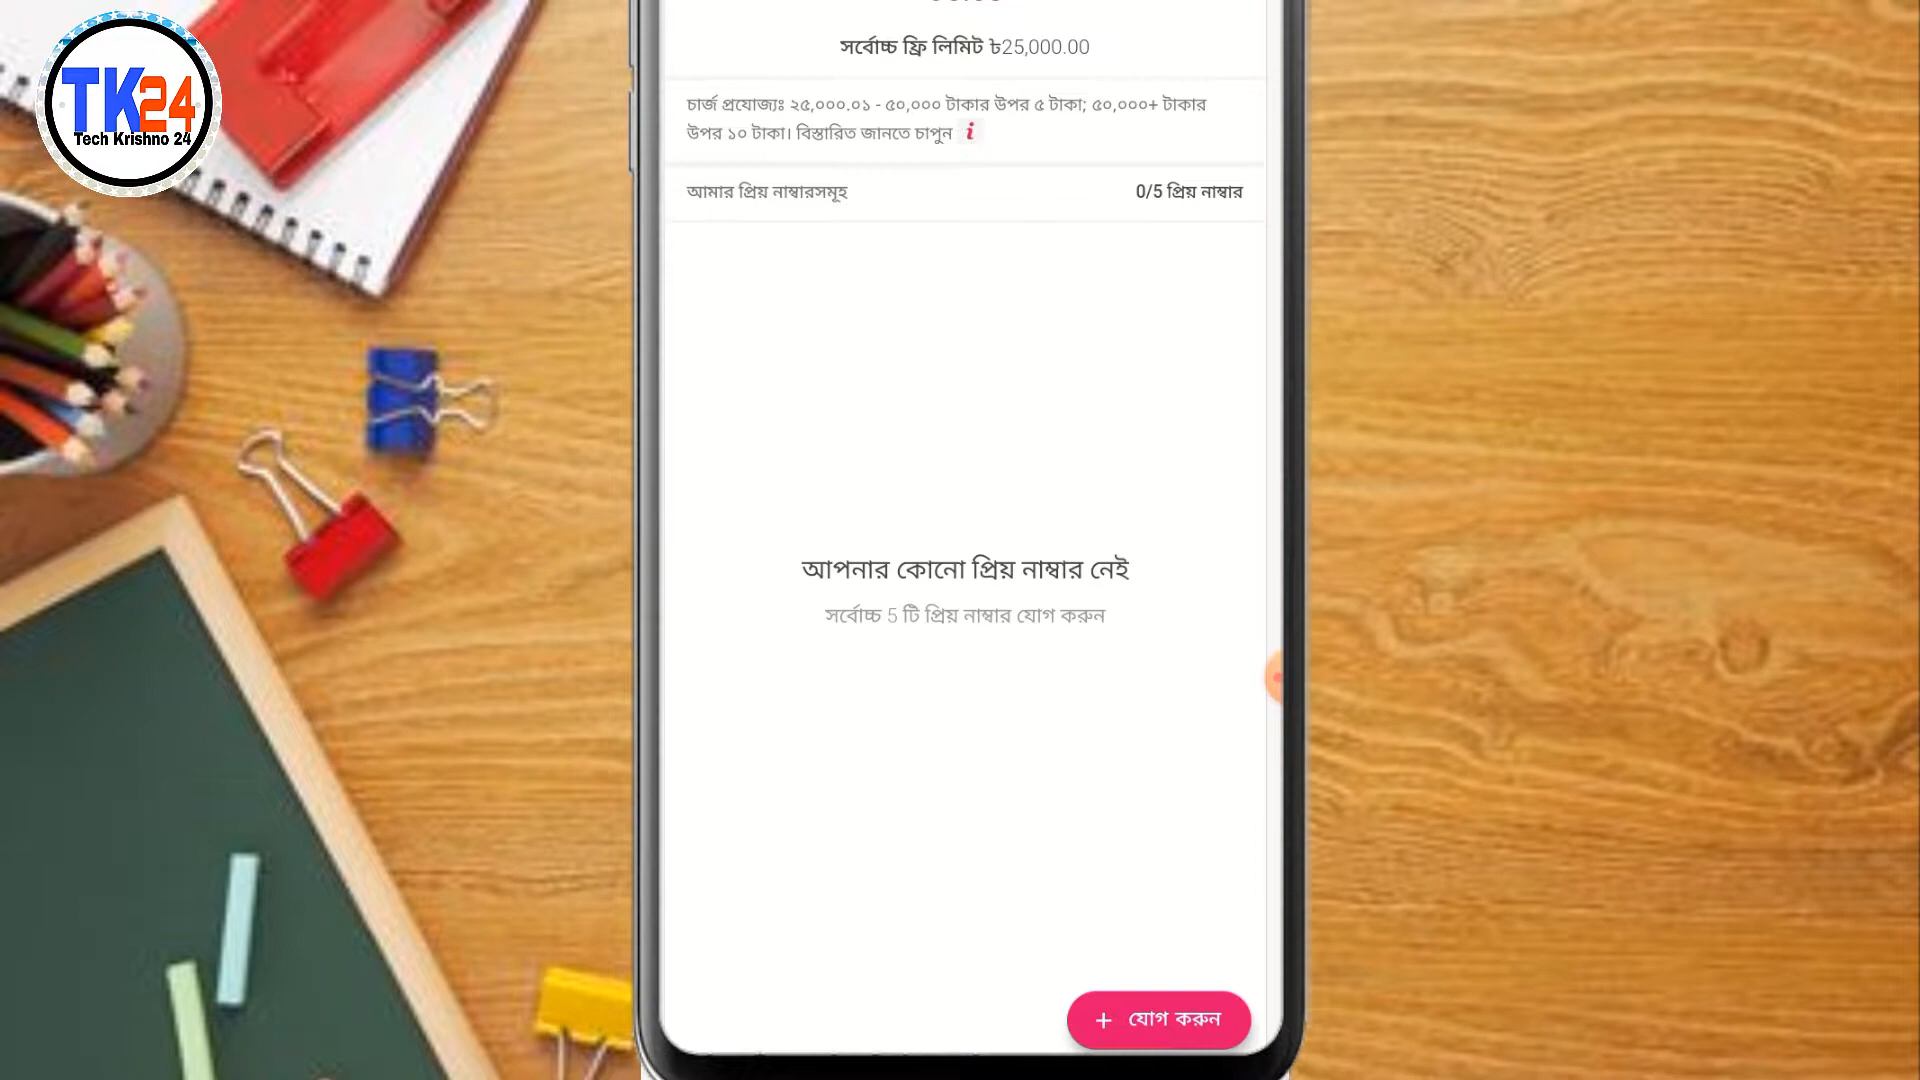 TK24
Tech Krishno 24
সর্বোচ্চ ফ্রি লিমিট ৳25,000.00
চার্জ প্রযোজ্যঃ ২৫,০০০.০১ - ৫০,০০০ টাকার উপর ৫ টাকা; ৫০,০০০+ টাকার
উপর ১০ টাকা। বিস্তারিত জানতে চাপুন i
আমার প্রিয় নাম্বারসমূহ 0/5 প্রিয় নাম্বার
আপনার কোনো প্রিয় নাম্বার নেই
সর্বোচ্চ 5 টি প্রিয় নাম্বার যোগ করুন
+ যোগ করুন